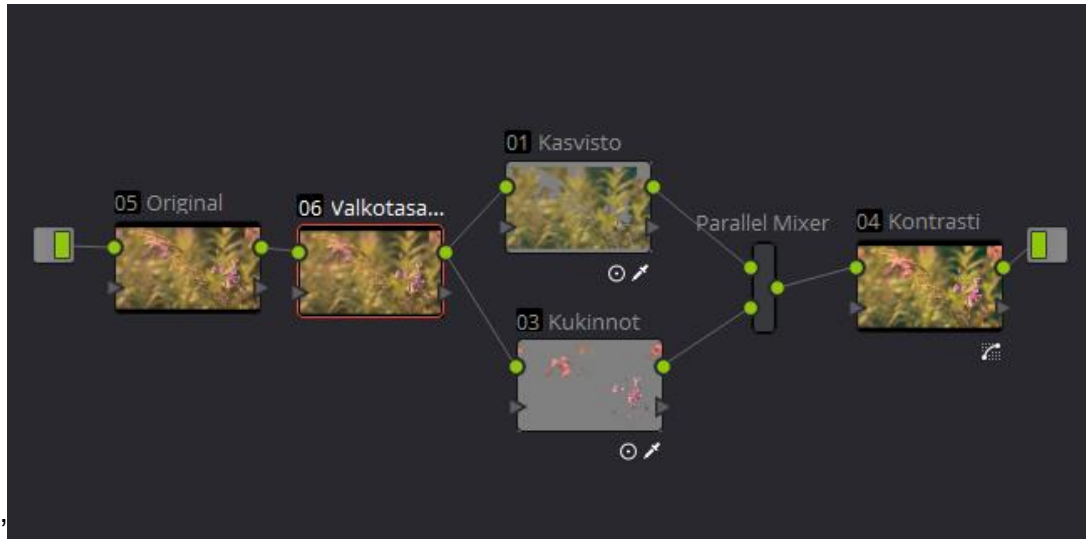 05 Original
06 Valkotasa...
01 Kasvisto
03 Kukinnot
Parallel Mixer
04 Kontrasti
,